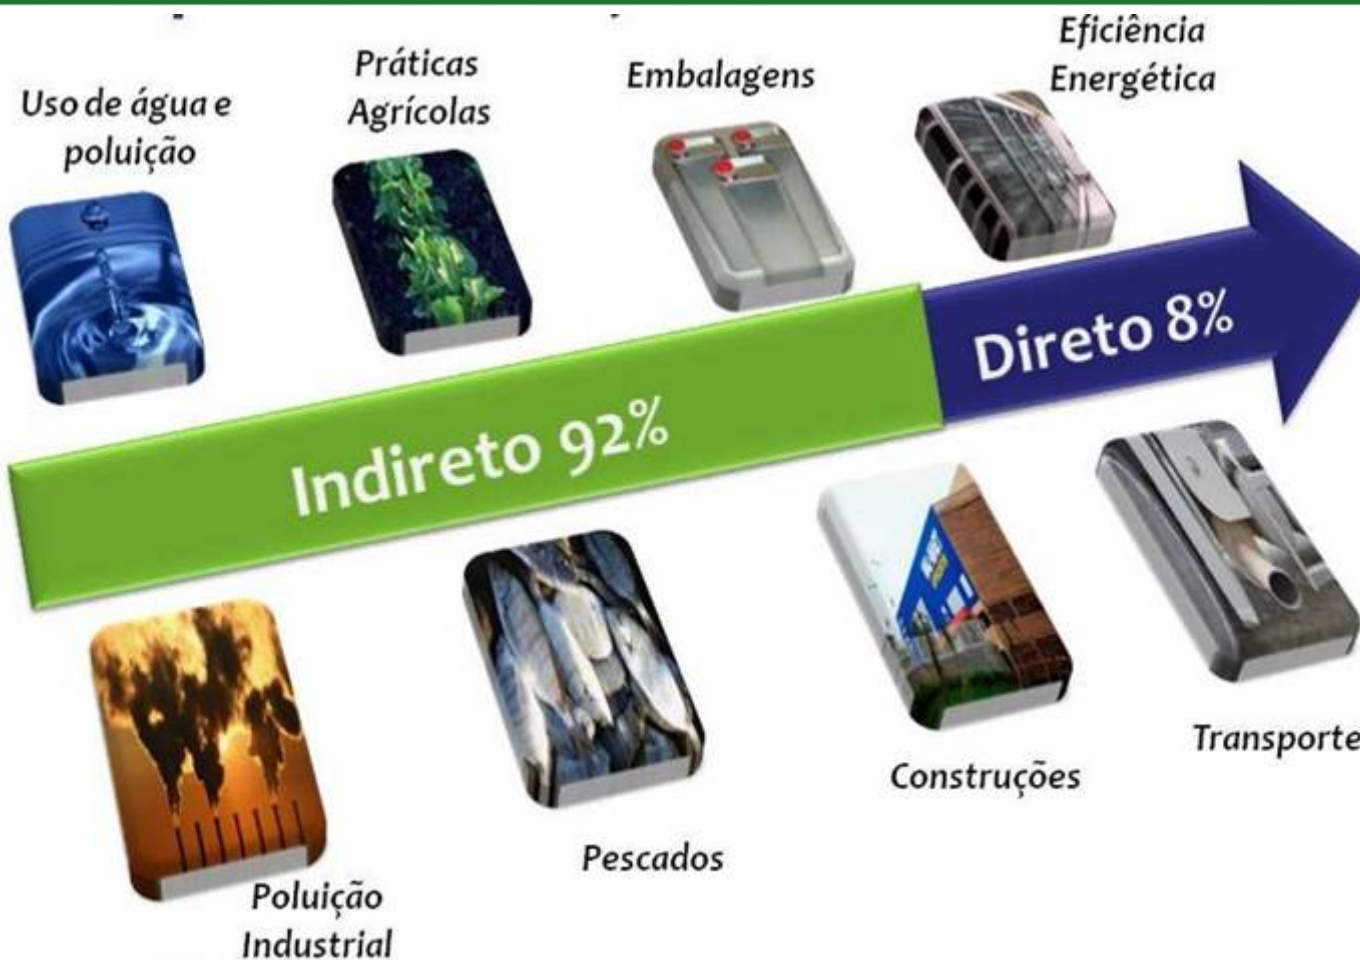 Uso de água e
poluição
Práticas
Agrícolas
Embalagens
Eficiência
Energética
Indireto 92%
Direto 8%
Poluição
Industrial
Pescados
Construções
Transporte